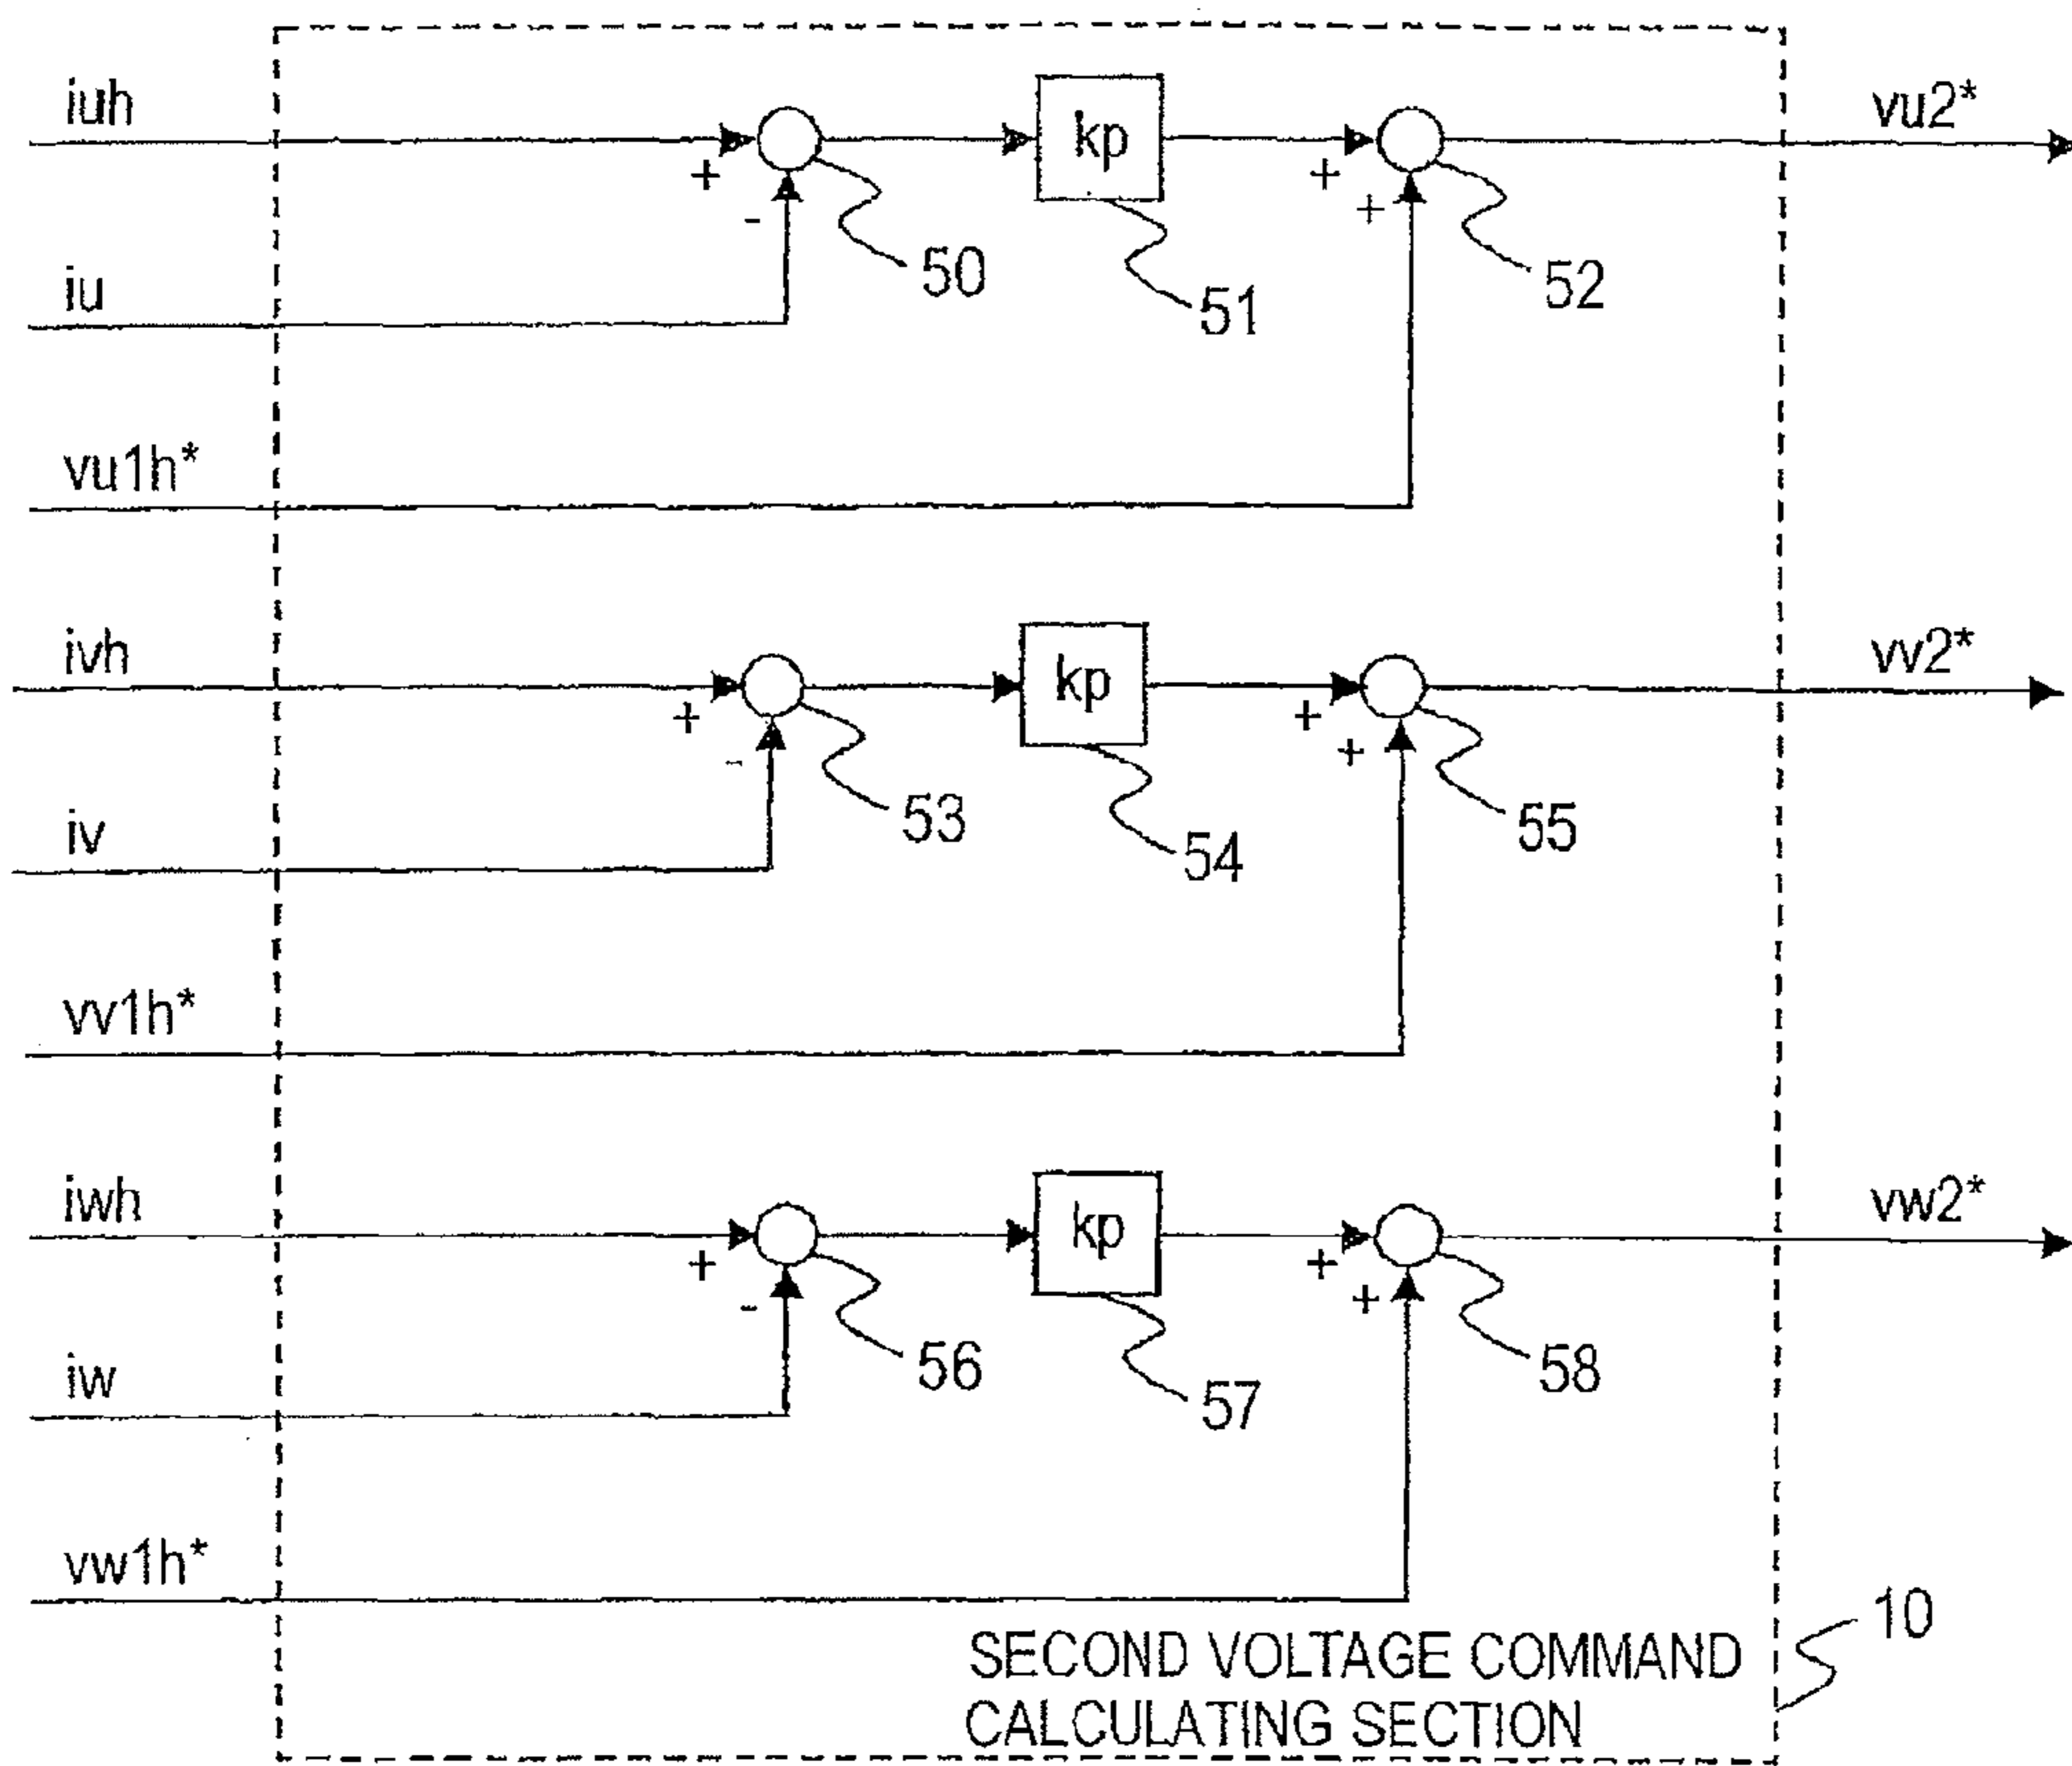 iuh
kp
vu2*
+
+
-
+
50
51
52
iu
vu1h*
ivh
kp
vv2*
+
+
-
+
53
54
55
iv
vv1h*
iwh
kp
vw2*
+
+
-
+
56
57
58
iw
vw1h*
10
SECOND VOLTAGE COMMAND
CALCULATING SECTION